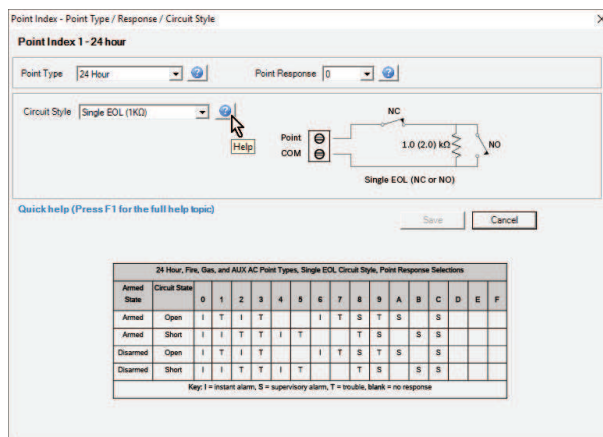 Point Index - Point Type / Response / Circuit Style
Point Index 1 - 24 hour
Point Type 24 Hour Point Response 0
Circuit Style Single EOL (1KΩ)
Help
NC
Point
COM
1.0 (2.0) kΩ
NO
Single EOL (NC or NO)
Quick help (Press F1 for the full help topic)
Save Cancel
24 Hour, Fire, Gas, and AUX AC Point Types, Single EOL Circuit Style, Point Response Selections
Armed State Circuit State 0 1 2 3 4 5 6 7 8 9 A B C D E F
Armed Open I T I T I T S T S S
Armed Short I I T T I T T S S S
Disarmed Open I T I T I T S T S S
Disarmed Short I I T T I T T S S S
Key: I = instant alarm, S = supervisory alarm, T = trouble, blank = no response